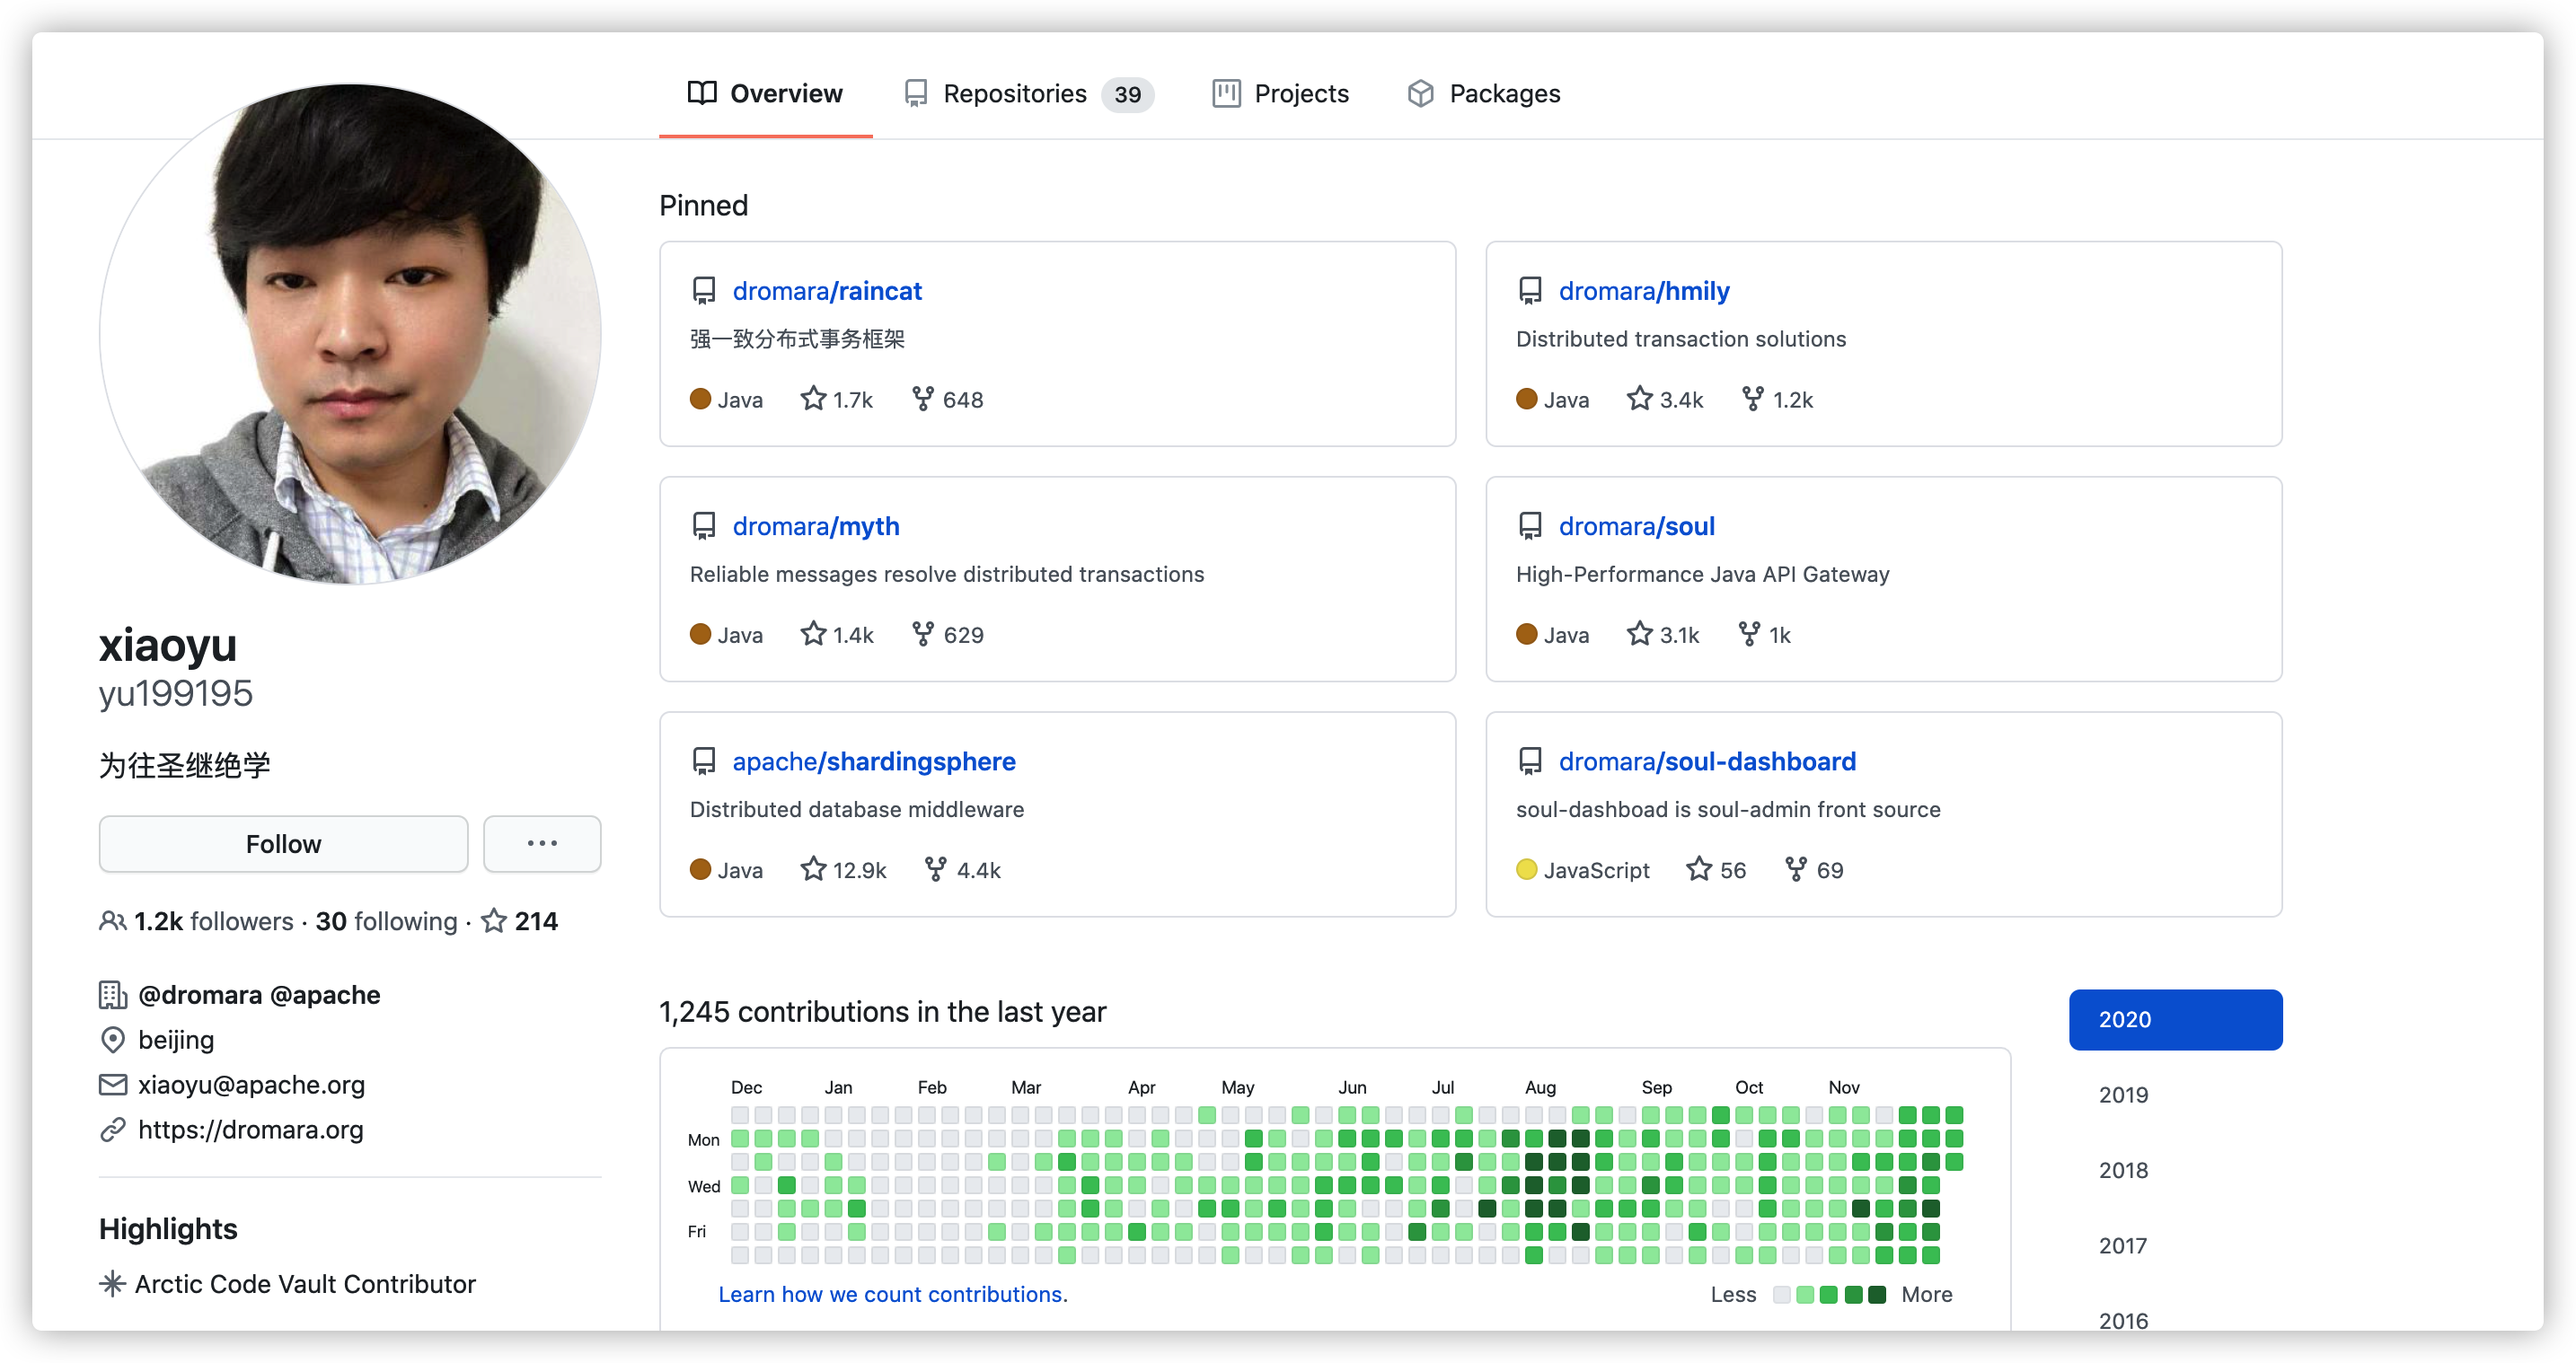 Overview
Repositories 39
Projects
Packages
xiaoyu
yu199195
为往圣继绝学
Follow
...
1.2k followers · 30 following · 214
@dromara @apache
beijing
xiaoyu@apache.org
https://dromara.org
Highlights
Arctic Code Vault Contributor
Pinned
dromara/raincat
强一致分布式事务框架
Java 1.7k 648
dromara/hmily
Distributed transaction solutions
Java 3.4k 1.2k
dromara/myth
Reliable messages resolve distributed transactions
Java 1.4k 629
dromara/soul
High-Performance Java API Gateway
Java 3.1k 1k
apache/shardingsphere
Distributed database middleware
Java 12.9k 4.4k
dromara/soul-dashboard
soul-dashboad is soul-admin front source
JavaScript 56 69
1,245 contributions in the last year
Dec Jan Feb Mar Apr May Jun Jul Aug Sep Oct Nov
Mon
Wed
Fri
Learn how we count contributions.
Less More
2020
2019
2018
2017
2016